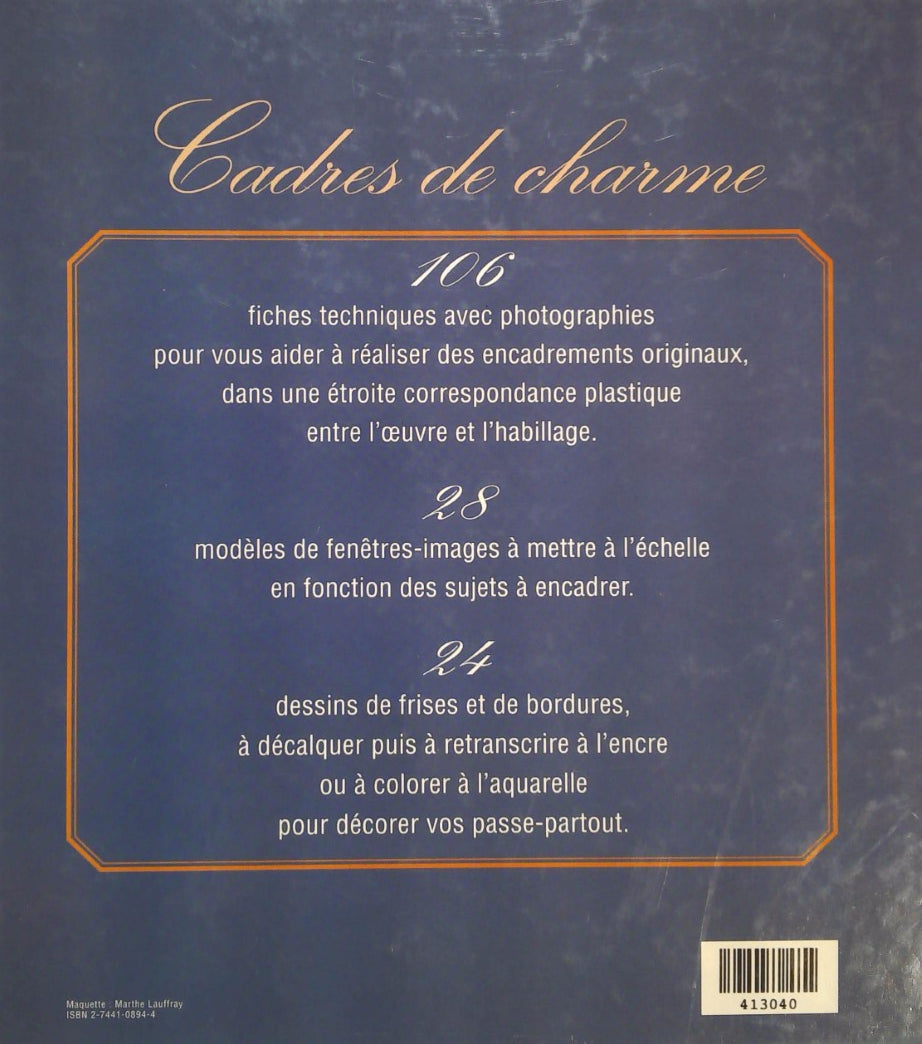 Cadres de charme
106
fiches techniques avec photographies
pour vous aider à réaliser des encadrements originaux,
dans une étroite correspondance plastique
entre l'œuvre et l'habillage.
28
modèles de fenêtres-images à mettre à l'échelle
en fonction des sujets à encadrer.
24
dessins de frises et de bordures,
à décalquer puis à retranscrire à l'encre
ou à colorer à l'aquarelle
pour décorer vos passe-partout.
Maquette : Marthe Lauffray
ISBN 2-7441-0894-4
413040